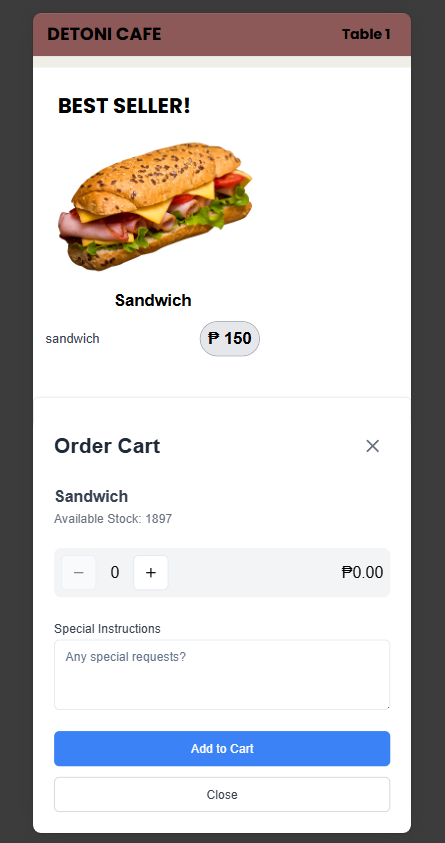 DETONI CAFE Table 1
BEST SELLER!
Sandwich
sandwich ₱ 150
Order Cart
Sandwich
Available Stock: 1897
− 0 + ₱0.00
Special Instructions
Any special requests?
Add to Cart
Close